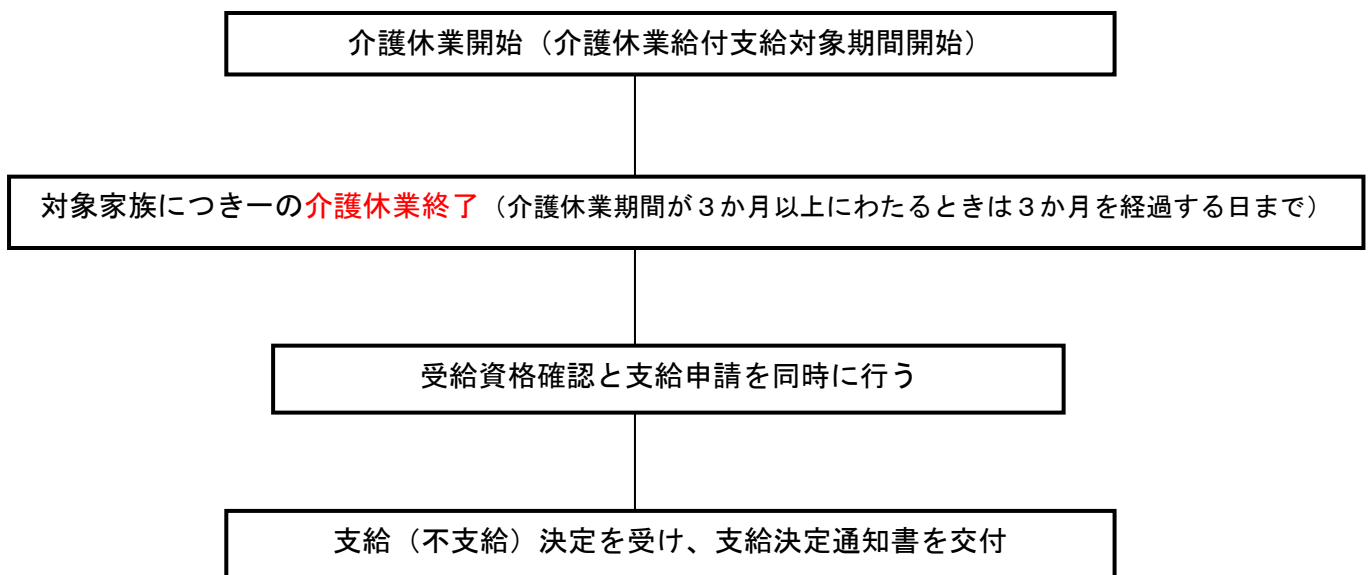 介護休業開始（介護休業給付支給対象期間開始）
対象家族につき一の介護休業終了（介護休業期間が３か月以上にわたるときは３か月を経過する日まで）
受給資格確認と支給申請を同時に行う
支給（不支給）決定を受け、支給決定通知書を交付